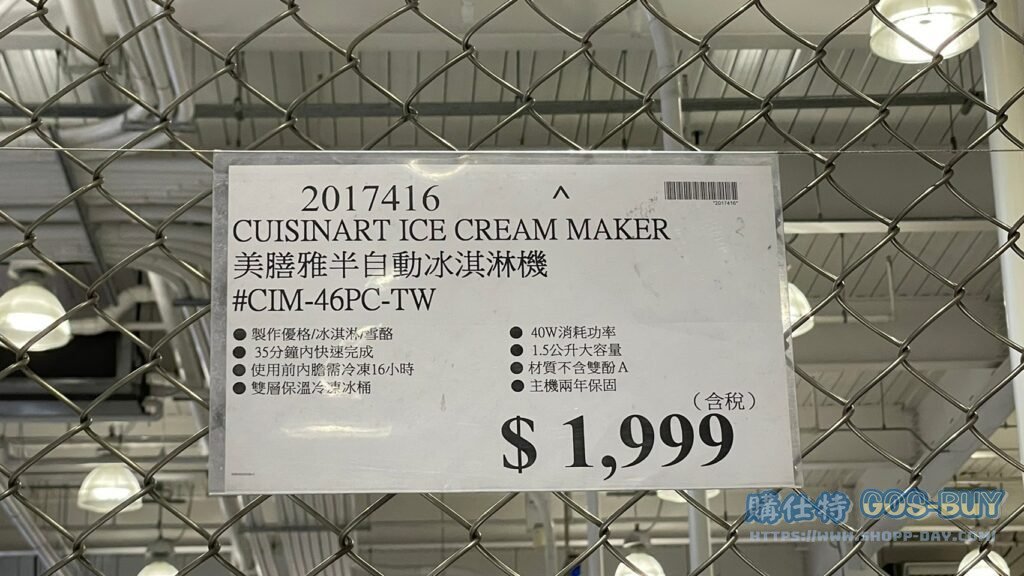 2017416 ^
*2017416*
CUISINART ICE CREAM MAKER
美膳雅半自動冰淇淋機
#CIM-46PC-TW
● 製作優格/冰淇淋/雪酪
● 35分鐘內快速完成
● 使用前內膽需冷凍16小時
● 雙層保溫冷凍冰桶
● 40W消耗功率
● 1.5公升大容量
● 材質不含雙酚A
● 主機兩年保固
（含稅）
$ 1,999
購仕特 GOS-BUY
HTTPS://WWW.SHOPP-DAY.COM/